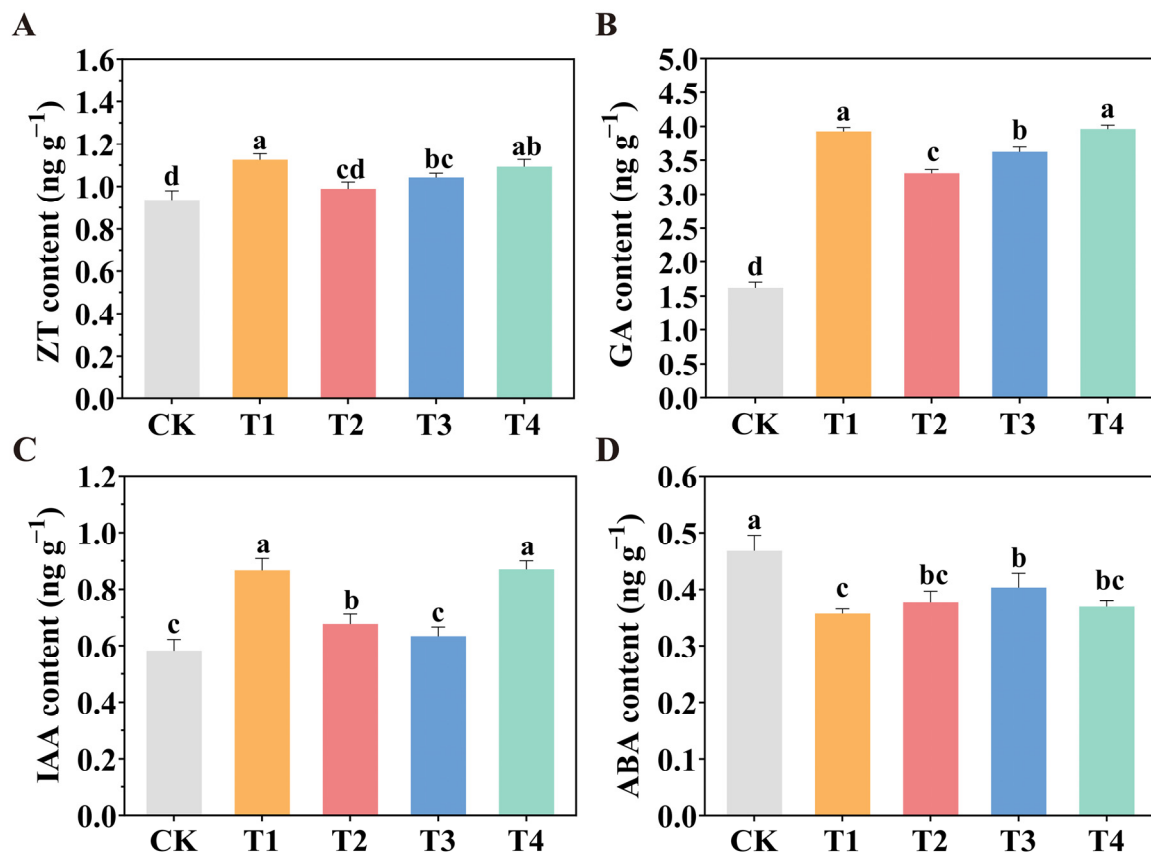 A
ZT content (ng g⁻¹)
1.6
1.4
1.2
1.0
0.8
0.6
0.4
0.2
0.0
d
a
cd
bc
ab
CK T1 T2 T3 T4
B
GA content (ng g⁻¹)
5.0
4.5
4.0
3.5
3.0
2.5
2.0
1.5
1.0
0.5
0.0
d
a
c
b
a
CK T1 T2 T3 T4
C
IAA content (ng g⁻¹)
1.2
1.0
0.8
0.6
0.4
0.2
0.0
c
a
b
c
a
CK T1 T2 T3 T4
D
ABA content (ng g⁻¹)
0.6
0.5
0.4
0.3
0.2
0.1
0.0
a
c
bc
b
bc
CK T1 T2 T3 T4